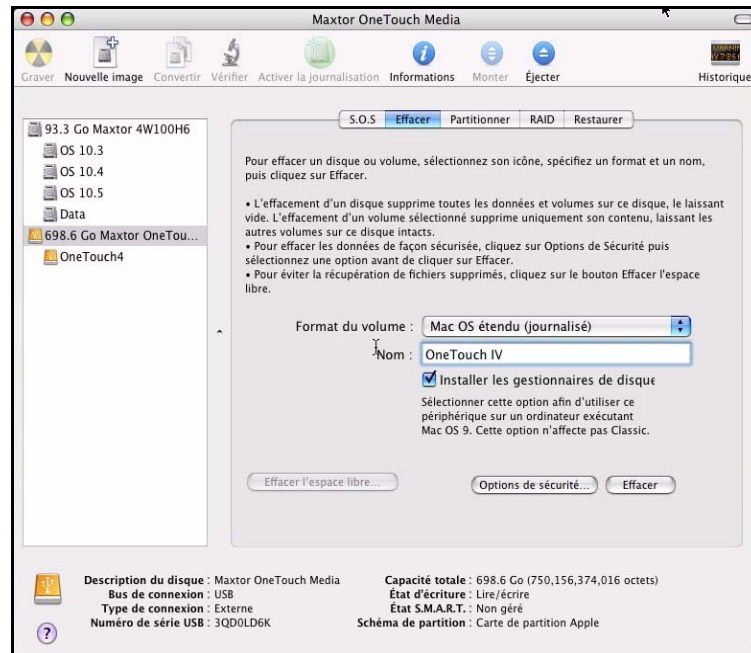 Maxtor OneTouch Media
Graver Nouvelle image Convertir Vérifier Activer la journalisation Informations Monter Éjecter Historique
93.3 Go Maxtor 4W100H6
OS 10.3
OS 10.4
OS 10.5
Data
698.6 Go Maxtor OneTou...
OneTouch4
S.O.S Effacer Partitionner RAID Restaurer
Pour effacer un disque ou volume, sélectionnez son icône, spécifiez un format et un nom,
puis cliquez sur Effacer.
• L'effacement d'un disque supprime toutes les données et volumes sur ce disque, le laissant
vide. L'effacement d'un volume sélectionné supprime uniquement son contenu, laissant les
autres volumes sur ce disque intacts.
• Pour effacer les données de façon sécurisée, cliquez sur Options de Sécurité puis
sélectionnez une option avant de cliquer sur Effacer.
• Pour éviter la récupération de fichiers supprimés, cliquez sur le bouton Effacer l'espace
libre.
Format du volume : Mac OS étendu (journalisé)
Nom : OneTouch IV
Installer les gestionnaires de disque
Sélectionner cette option afin d'utiliser ce
périphérique sur un ordinateur exécutant
Mac OS 9. Cette option n'affecte pas Classic.
Effacer l'espace libre... Options de sécurité... Effacer
Description du disque : Maxtor OneTouch Media
Bus de connexion : USB
Type de connexion : Externe
Numéro de série USB : 3QD0LD6K
Capacité totale : 698.6 Go (750,156,374,016 octets)
État d'écriture : Lire/écrire
État S.M.A.R.T. : Non géré
Schéma de partition : Carte de partition Apple